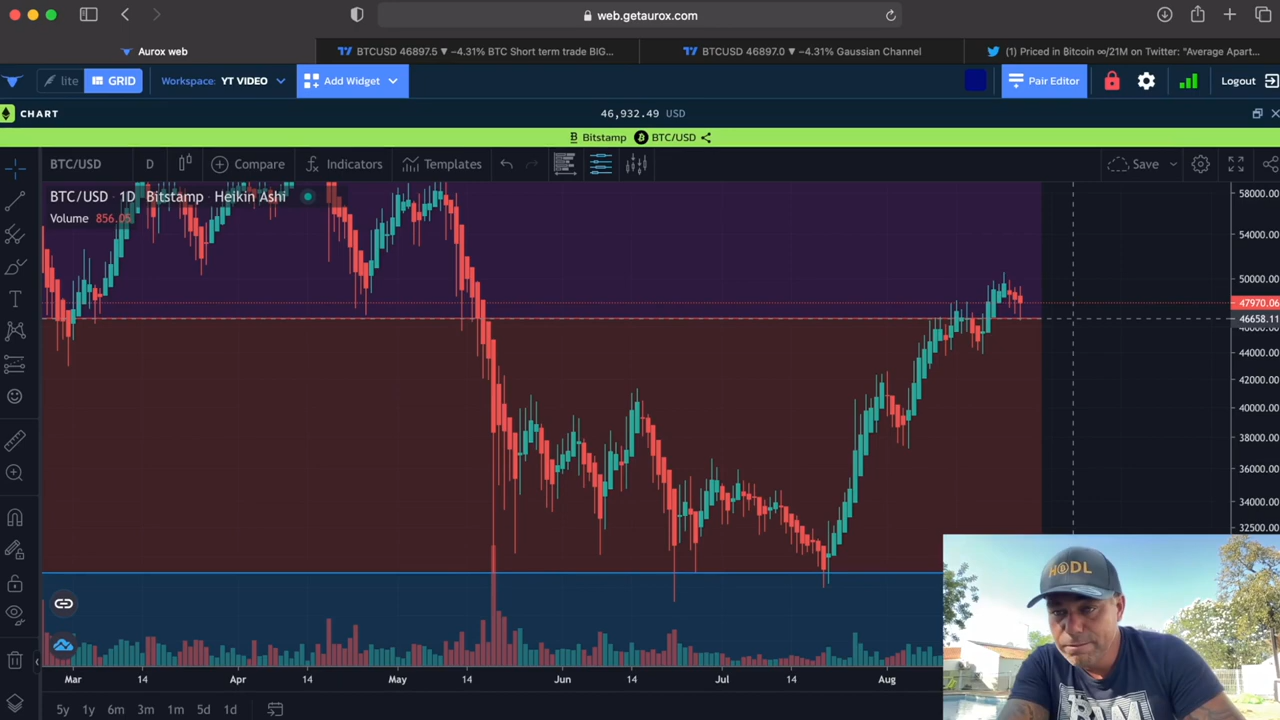 web.getaurox.com
Aurox web
BTCUSD 46897.5 ▼ −4.31% BTC Short term trade BIG...
BTCUSD 46897.0 ▼ −4.31% Gaussian Channel
(1) Priced in Bitcoin ∞/21M on Twitter: "Average Apart...
lite GRID Workspace: YT VIDEO Add Widget Pair Editor Logout
CHART 46,932.49 USD
Bitstamp BTC/USD
BTC/USD D Compare Indicators Templates Save
BTC/USD 1D Bitstamp Heikin Ashi
Volume 856.05
58000.00
54000.00
50000.00
47970.06
46658.11
46000.00
44000.00
42000.00
40000.00
38000.00
36000.00
34000.00
32500.00
HODL
Mar 14 Apr 14 May 14 Jun 14 Jul 14 Aug
5y 1y 6m 3m 1m 5d 1d